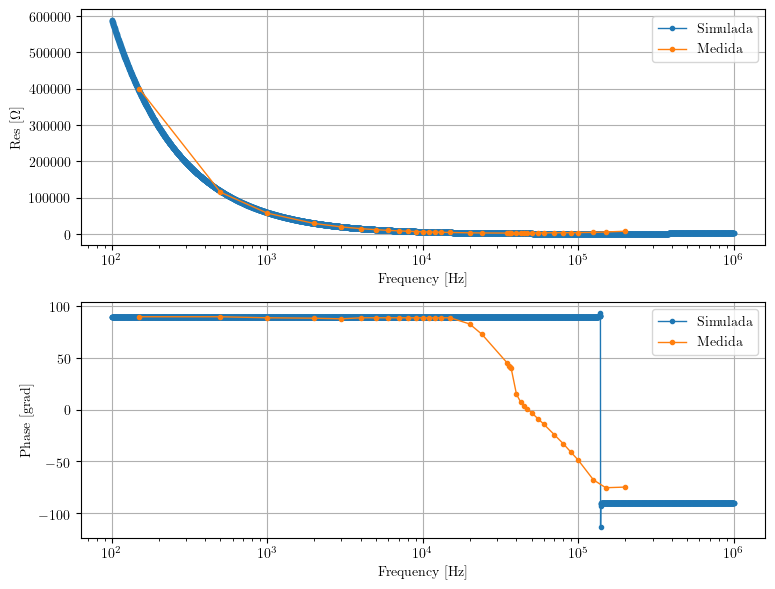 600000
500000
400000
300000
200000
100000
0
Res [Ω]
Simulada
Medida
10² 10³ 10⁴ 10⁵ 10⁶
Frequency [Hz]
100
50
0
−50
−100
Phase [grad]
Simulada
Medida
10² 10³ 10⁴ 10⁵ 10⁶
Frequency [Hz]